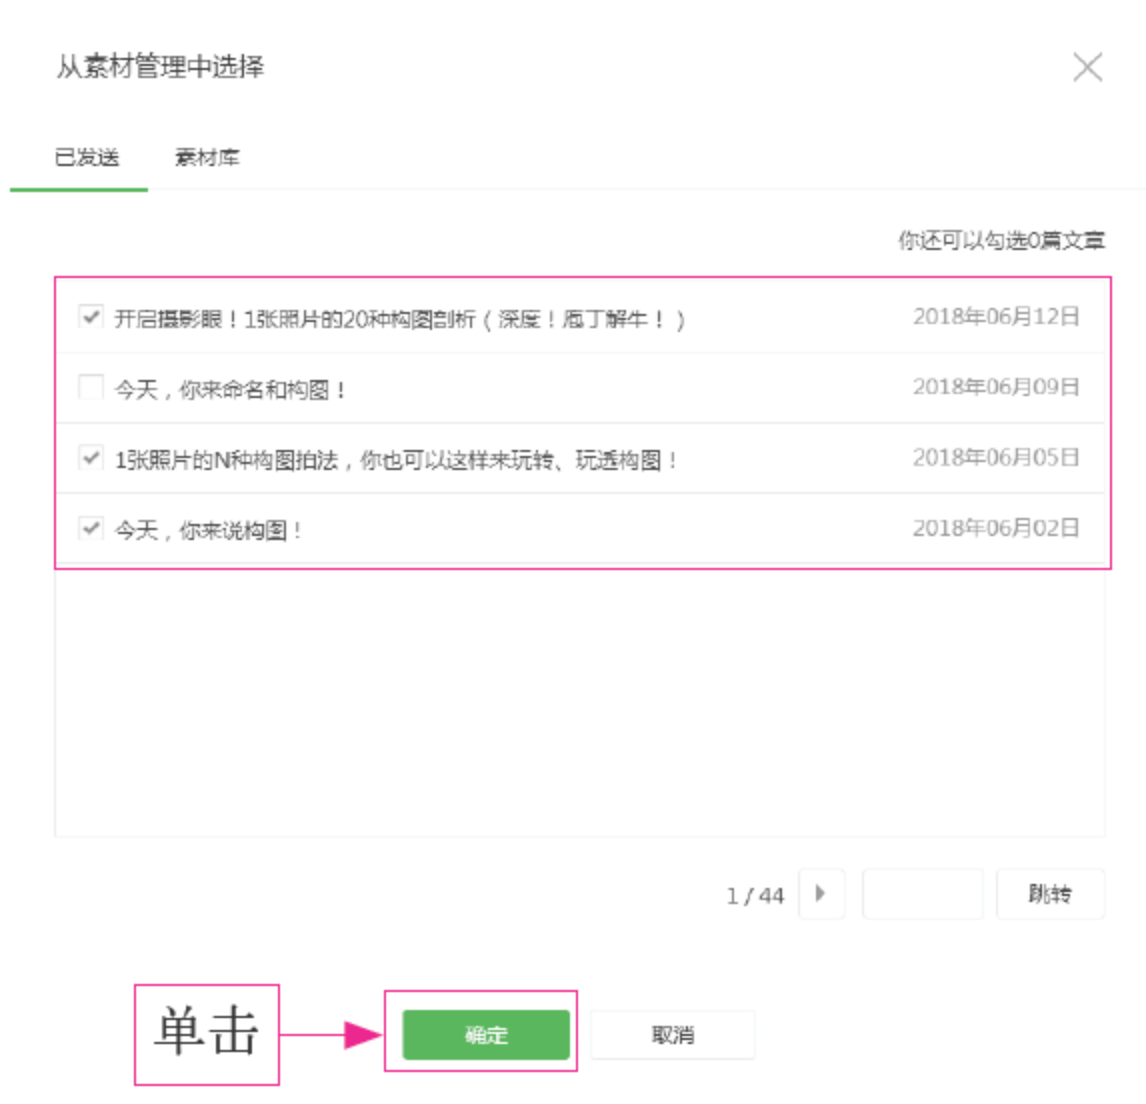 从素材管理中选择
已发送 素材库
你还可以勾选0篇文章
开启摄影眼！1张照片的20种构图剖析（深度！庖丁解牛！） 2018年06月12日
今天，你来命名和构图！ 2018年06月09日
1张照片的N种构图拍法，你也可以这样来玩转、玩透构图！ 2018年06月05日
今天，你来说构图！ 2018年06月02日
1 / 44 跳转
单击 确定 取消